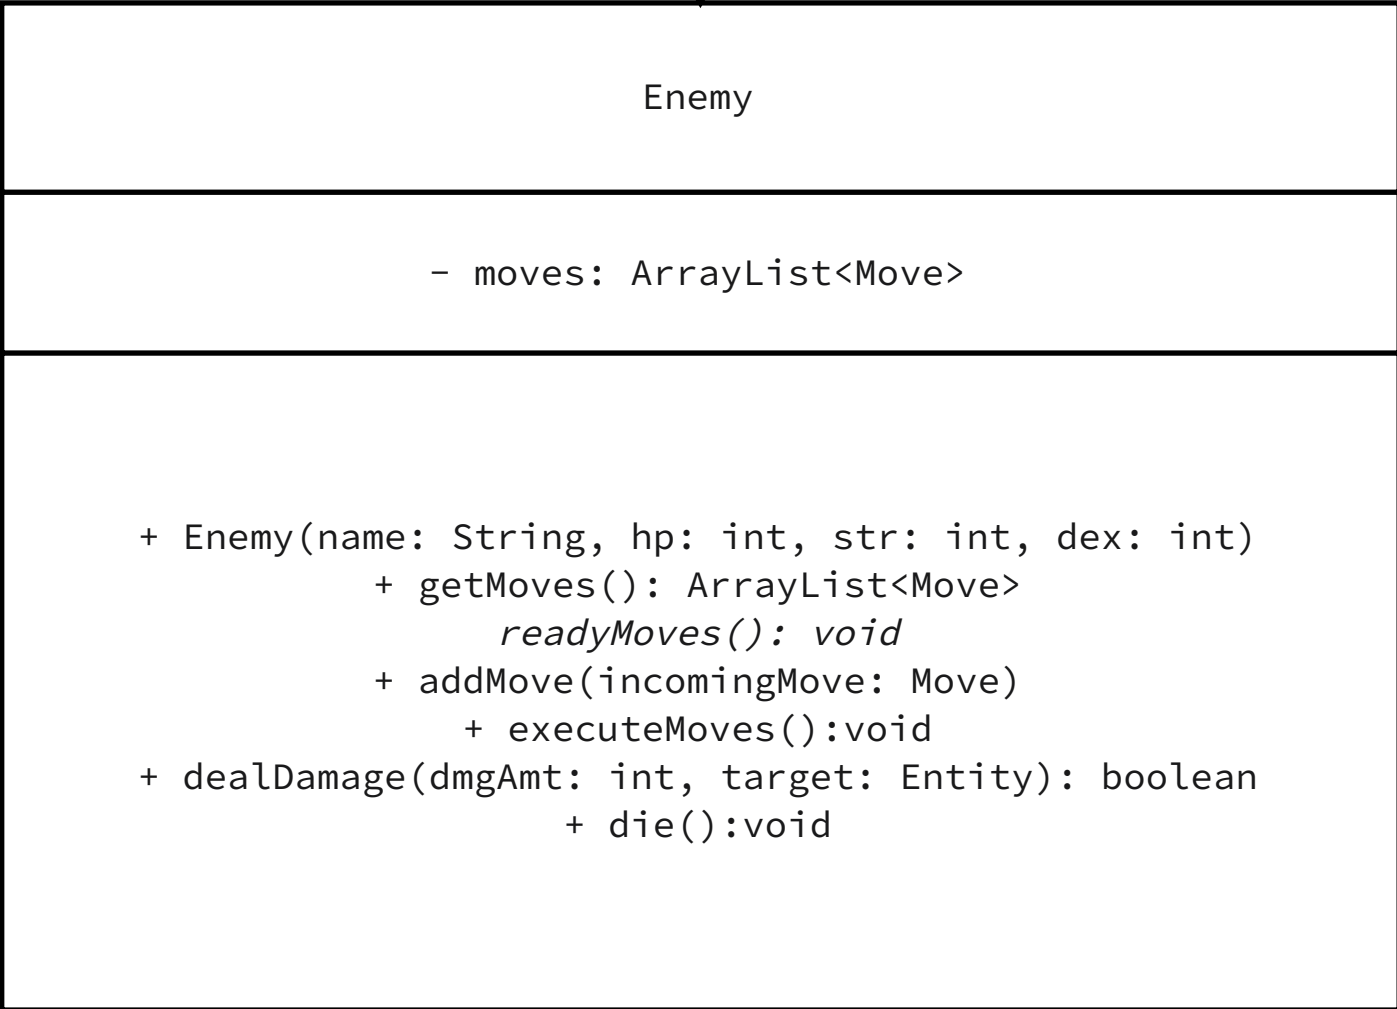 Enemy
- moves: ArrayList<Move>
+ Enemy(name: String, hp: int, str: int, dex: int)
+ getMoves(): ArrayList<Move>
readyMoves(): void
+ addMove(incomingMove: Move)
+ executeMoves():void
+ dealDamage(dmgAmt: int, target: Entity): boolean
+ die():void